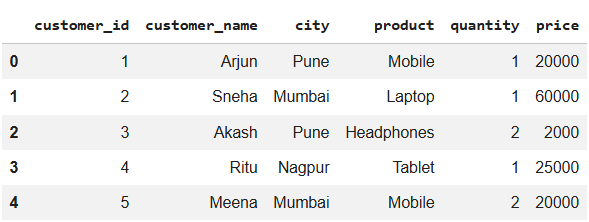 customer_id customer_name city product quantity price
0 1 Arjun Pune Mobile 1 20000
1 2 Sneha Mumbai Laptop 1 60000
2 3 Akash Pune Headphones 2 2000
3 4 Ritu Nagpur Tablet 1 25000
4 5 Meena Mumbai Mobile 2 20000